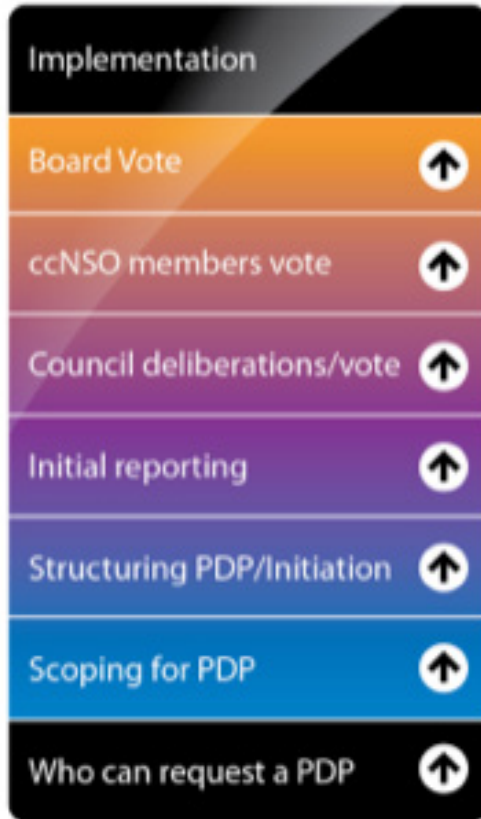 Implementation
Board Vote
ccNSO members vote
Council deliberations/vote
Initial reporting
Structuring PDP/Initiation
Scoping for PDP
Who can request a PDP